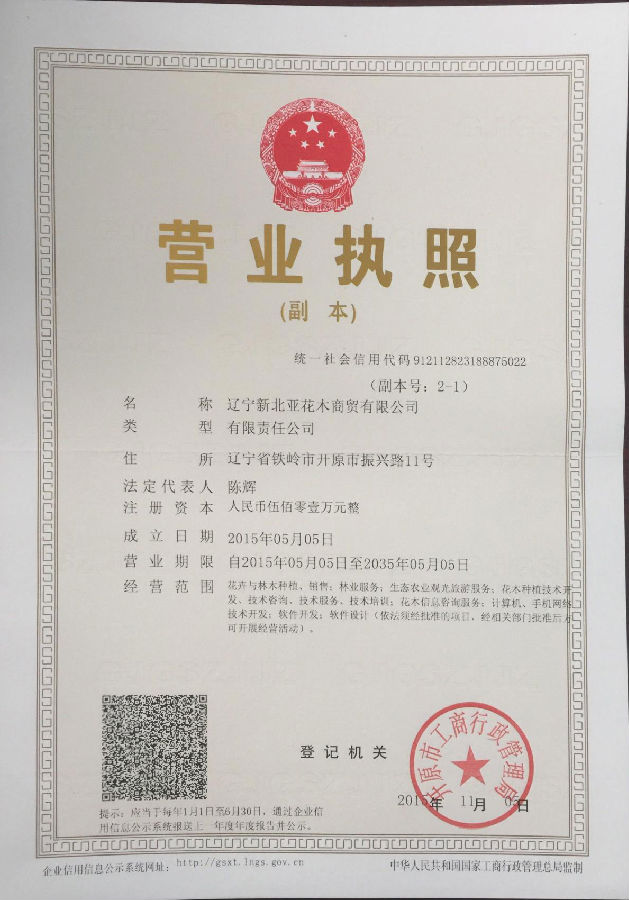 营业执照
(副 本)
统一社会信用代码 912112823188875022
（副本号：2-1）
名称 辽宁新北亚花木商贸有限公司
类型 有限责任公司
住所 辽宁省铁岭市开原市振兴路11号
法定代表人 陈辉
注册资本 人民币伍佰零壹万元整
成立日期 2015年05月05日
营业期限 自2015年05月05日至2035年05月05日
经营范围 花卉与林木种植、销售；林业服务；生态农业观光旅游服务；花木种植技术开
发、技术咨询、技术服务、技术培训；花木信息咨询服务；计算机、手机网络
技术开发；软件开发；软件设计（依法须经批准的项目，经相关部门批准后方
可开展经营活动）。
登记机关
开原市工商行政管理局
2015年 11月 日
提示：应当于每年1月1日至6月30日，通过企业信
用信息公示系统报送上一年度年度报告并公示。
企业信用信息公示系统网址：http://gsxt.lngs.gov.cn
中华人民共和国国家工商行政管理总局监制